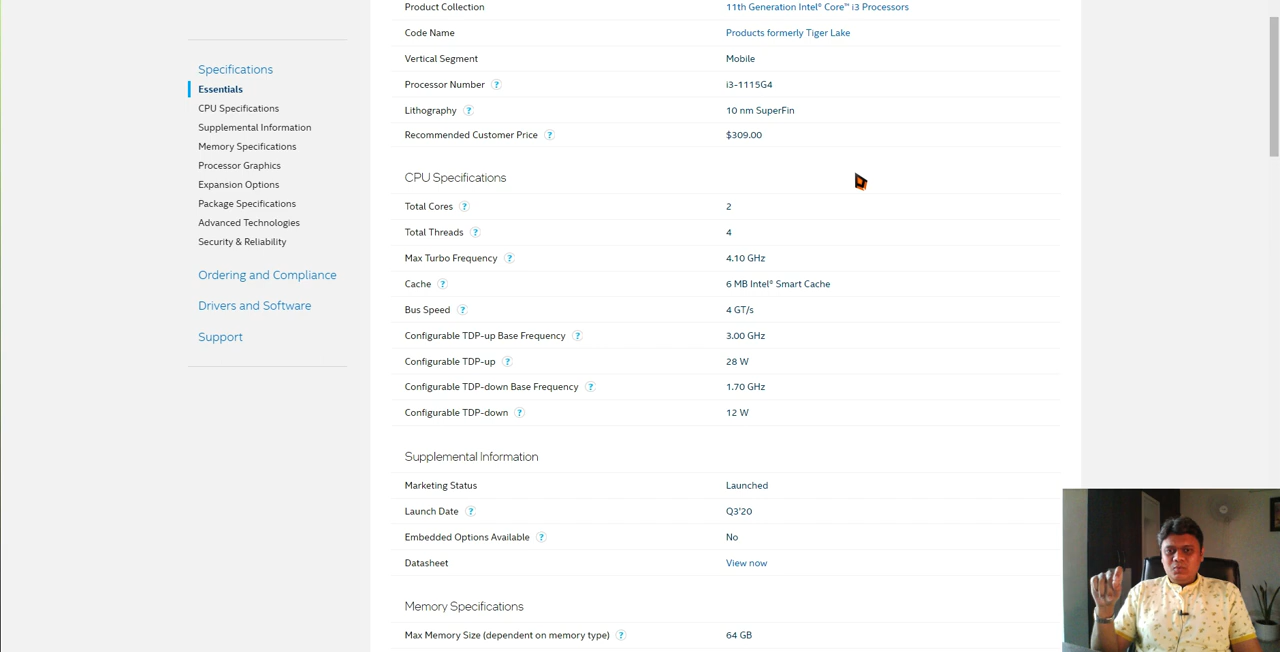 Product Collection 11th Generation Intel® Core™ i3 Processors
Code Name Products formerly Tiger Lake
Vertical Segment Mobile
Processor Number ? i3-1115G4
Lithography ? 10 nm SuperFin
Recommended Customer Price ? $309.00
Specifications
Essentials
CPU Specifications
Supplemental Information
Memory Specifications
Processor Graphics
Expansion Options
Package Specifications
Advanced Technologies
Security & Reliability
Ordering and Compliance
Drivers and Software
Support
CPU Specifications
Total Cores ? 2
Total Threads ? 4
Max Turbo Frequency ? 4.10 GHz
Cache ? 6 MB Intel® Smart Cache
Bus Speed ? 4 GT/s
Configurable TDP-up Base Frequency ? 3.00 GHz
Configurable TDP-up ? 28 W
Configurable TDP-down Base Frequency ? 1.70 GHz
Configurable TDP-down ? 12 W
Supplemental Information
Marketing Status Launched
Launch Date ? Q3'20
Embedded Options Available ? No
Datasheet View now
Memory Specifications
Max Memory Size (dependent on memory type) ? 64 GB